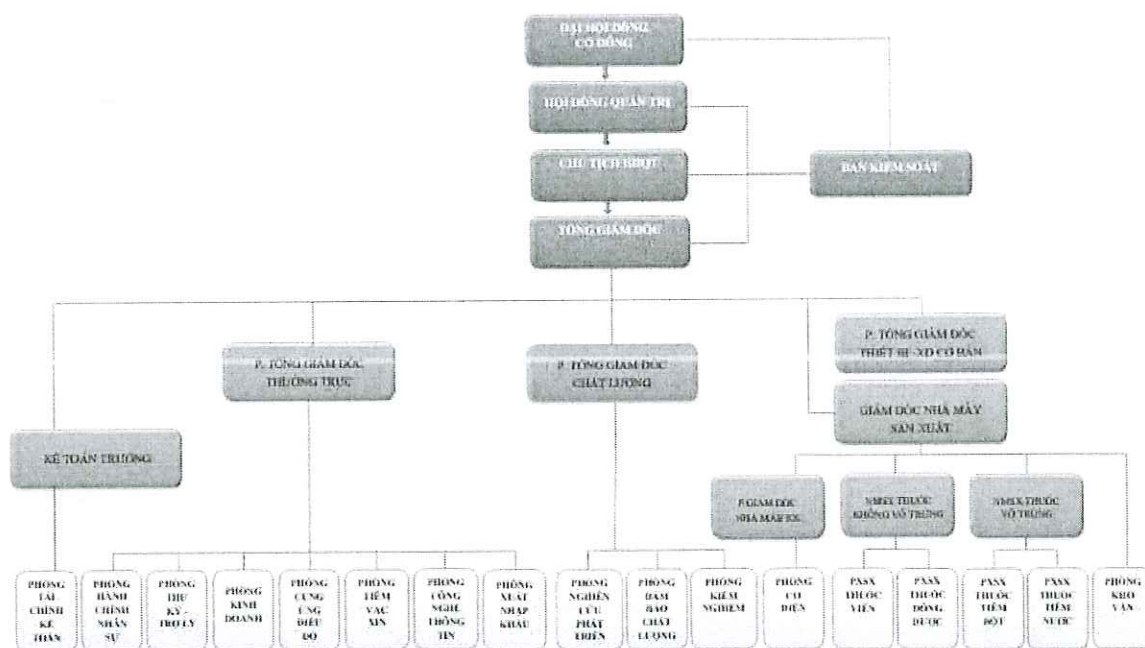 ĐẠI HỘI ĐỒNG
CỔ ĐÔNG
HỘI ĐỒNG QUẢN TRỊ
CHỦ TỊCH HĐQT
BAN KIỂM SOÁT
TỔNG GIÁM ĐỐC
P. TỔNG GIÁM ĐỐC
THƯỜNG TRỰC
P. TỔNG GIÁM ĐỐC
CHẤT LƯỢNG
P. TỔNG GIÁM ĐỐC
THIẾT BỊ -XD CƠ BẢN
GIÁM ĐỐC NHÀ MÁY
SẢN XUẤT
KẾ TOÁN TRƯỞNG
P.GIÁM ĐỐC
NHÀ MÁY SX
NMSX THUỐC
KHÔNG VÔ TRÙNG
NMSX THUỐC
VÔ TRÙNG
PHÒNG
TÀI
CHÍNH
KẾ
TOÁN
PHÒNG
HÀNH
CHÍNH
NHÂN
SỰ
PHÒNG
THƯ
KÝ -
TRỢ LÝ
PHÒNG
KINH
DOANH
PHÒNG
CUNG
ỨNG
ĐIỀU
ĐỘ
PHÒNG
TIÊM
VẮC
XIN
PHÒNG
CÔNG
NGHỆ
THÔNG
TIN
PHÒNG
XUẤT
NHẬP
KHẨU
PHÒNG
NGHIÊN
CỨU
PHÁT
TRIỂN
PHÒNG
ĐẢM
BẢO
CHẤT
LƯỢNG
PHÒNG
KIỂM
NGHIỆM
PHÒNG
CƠ
ĐIỆN
PXSX
THUỐC
VIÊN
PXSX
THUỐC
ĐÔNG
DƯỢC
PXSX
THUỐC
TIÊM
BỘT
PXSX
THUỐC
TIÊM
NƯỚC
PHÒNG
KHO
VẬN